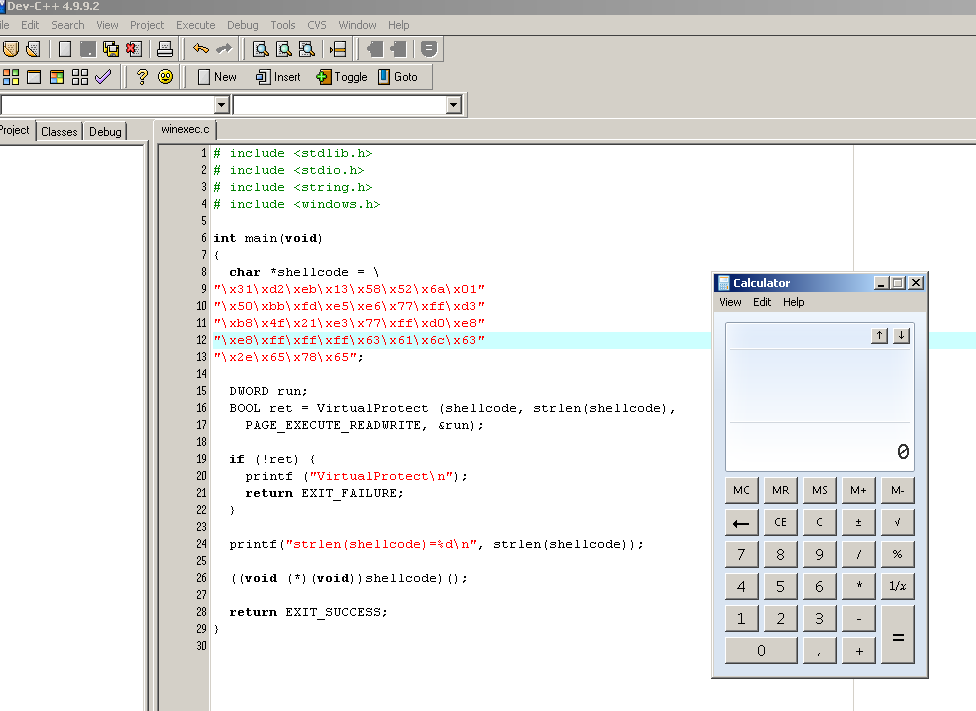 Dev-C++ 4.9.9.2
ile Edit Search View Project Execute Debug Tools CVS Window Help
New Insert Toggle Goto
Project Classes Debug winexec.c
1 # include <stdlib.h>
2 # include <stdio.h>
3 # include <string.h>
4 # include <windows.h>
5
6 int main(void)
7 {
8 char *shellcode = \
9 "\x31\xd2\xeb\x13\x58\x52\x6a\x01"
10 "\x50\xbb\xfd\xe5\xe6\x77\xff\xd3"
11 "\xb8\x4f\x21\xe3\x77\xff\xd0\xe8"
12 "\xe8\xff\xff\xff\x63\x61\x6c\x63"
13 "\x2e\x65\x78\x65";
14
15 DWORD run;
16 BOOL ret = VirtualProtect (shellcode, strlen(shellcode),
17 PAGE_EXECUTE_READWRITE, &run);
18
19 if (!ret) {
20 printf ("VirtualProtect\n");
21 return EXIT_FAILURE;
22 }
23
24 printf("strlen(shellcode)=%d\n", strlen(shellcode));
25
26 ((void (*)(void))shellcode)();
27
28 return EXIT_SUCCESS;
29 }
30
Calculator
View Edit Help
↑ ↓
0
MC MR MS M+ M-
← CE C ± √
7 8 9 / %
4 5 6 * 1/x
1 2 3 - =
0 , +